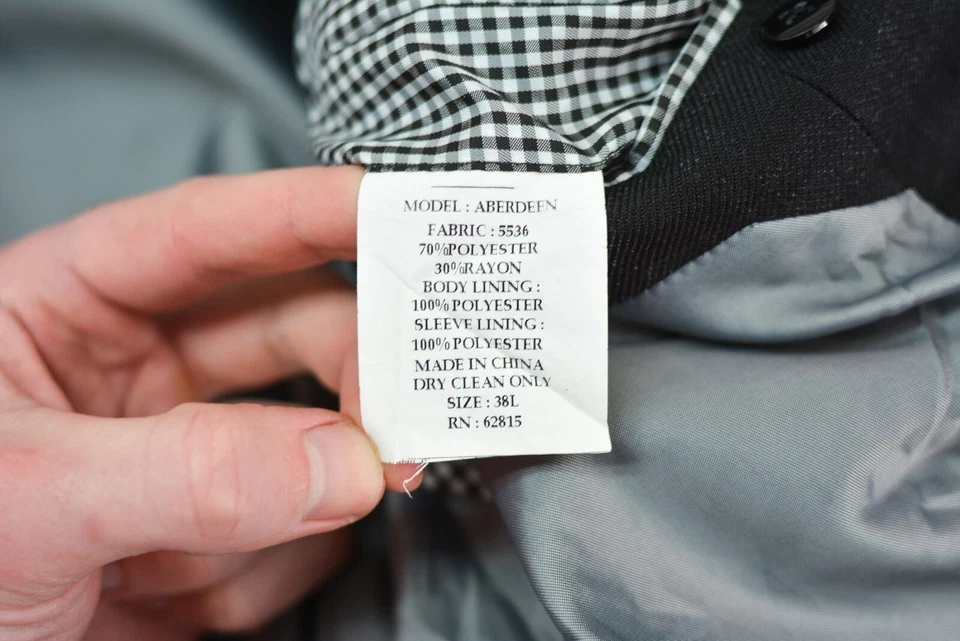 MODEL : ABERDEEN
FABRIC : 5536
70%POLYESTER
30%RAYON
BODY LINING :
100%POLYESTER
SLEEVE LINING :
100%POLYESTER
MADE IN CHINA
DRY CLEAN ONLY
SIZE : 38L
RN : 62815